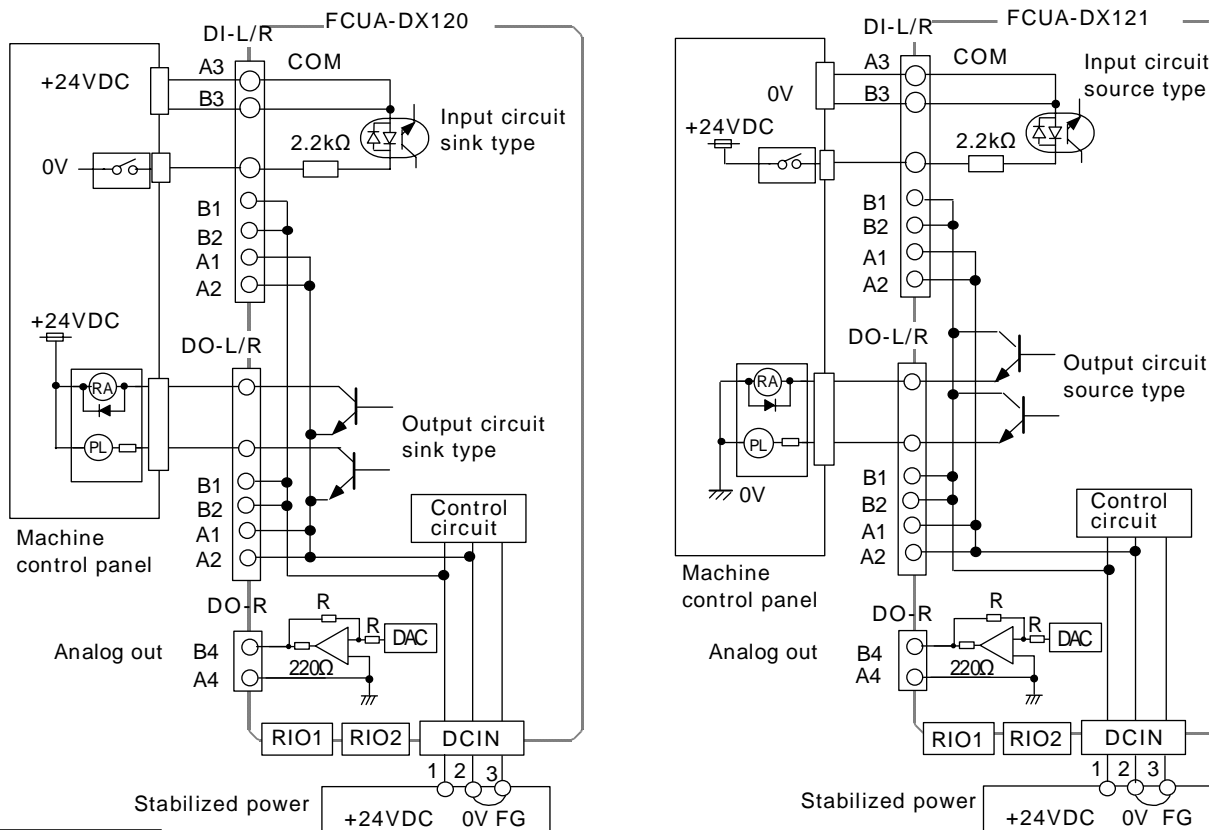 FCUA-DX120
DI-L/R
A3
COM
+24VDC
B3
Input circuit
sink type
2.2kΩ
0V
B1
B2
A1
A2
+24VDC
DO-L/R
RA
Output circuit
sink type
PL
B1
B2
A1
A2
Control
circuit
Machine
control panel
DO-R
R
R
DAC
Analog out
B4
220Ω
A4
RIO1
RIO2
DCIN
1
2
3
Stabilized power
+24VDC
0V
FG
FCUA-DX121
DI-L/R
A3
COM
Input circuit
source type
0V
B3
+24VDC
2.2kΩ
B1
B2
A1
A2
DO-L/R
RA
Output circuit
source type
PL
0V
B1
B2
A1
A2
Control
circuit
Machine
control panel
DO-R
R
R
DAC
Analog out
B4
220Ω
A4
RIO1
RIO2
DCIN
1
2
3
Stabilized power
+24VDC
0V
FG